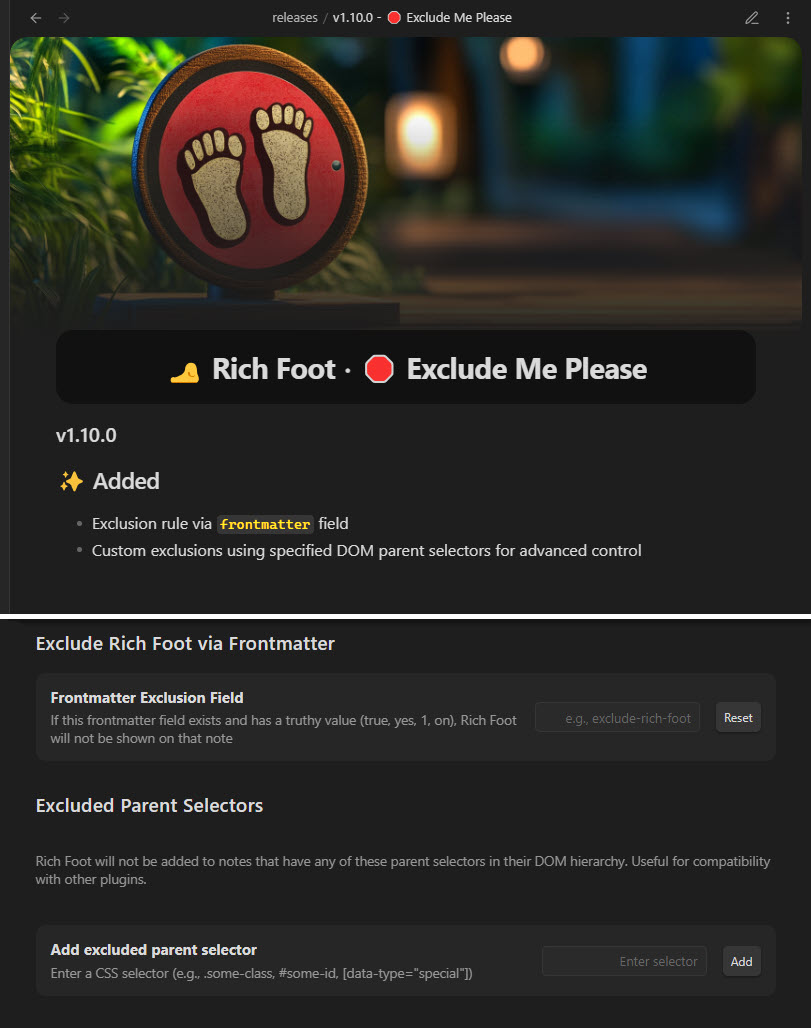 releases / v1.10.0 - 🛑 Exclude Me Please
🦶 Rich Foot · 🛑 Exclude Me Please
v1.10.0
✨ Added
• Exclusion rule via frontmatter field
• Custom exclusions using specified DOM parent selectors for advanced control
Exclude Rich Foot via Frontmatter
Frontmatter Exclusion Field
If this frontmatter field exists and has a truthy value (true, yes, 1, on), Rich Foot
will not be shown on that note
e.g., exclude-rich-foot
Reset
Excluded Parent Selectors
Rich Foot will not be added to notes that have any of these parent selectors in their DOM hierarchy. Useful for compatibility
with other plugins.
Add excluded parent selector
Enter a CSS selector (e.g., .some-class, #some-id, [data-type="special"])
Enter selector
Add